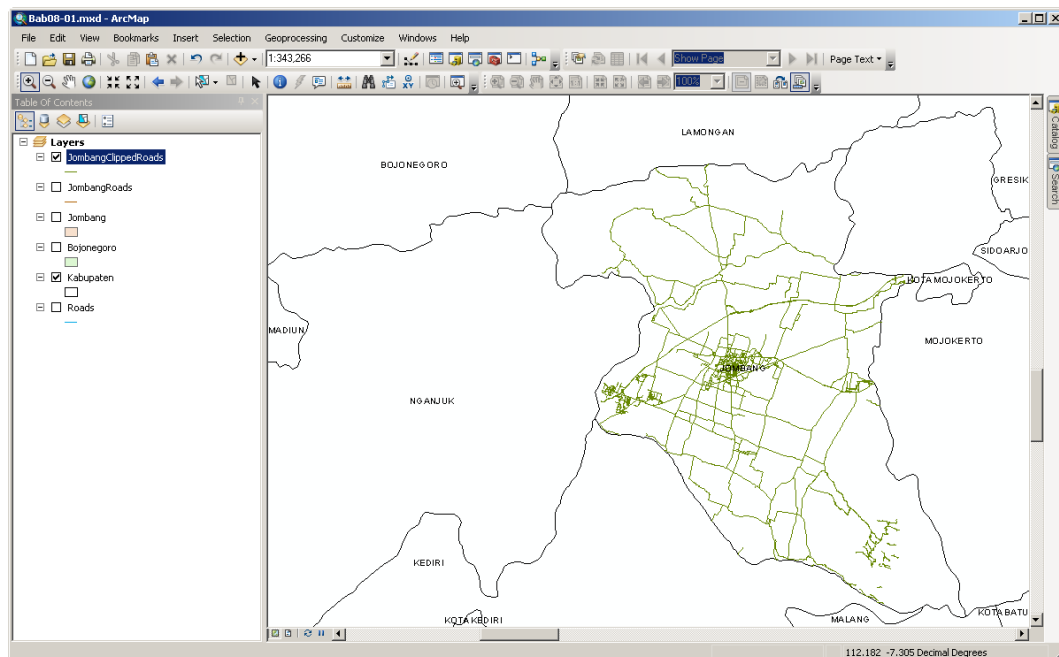 Bab08-01.mxd - ArcMap
File Edit View Bookmarks Insert Selection Geoprocessing Customize Windows Help
1:343,266
Show Page
Page Text
100%
Table Of Contents
Layers
JombangClippedRoads
JombangRoads
Jombang
Bojonegoro
Kabupaten
Roads
LAMONGAN
BOJONEGORO
GRESIK
SIDOARJO
KOTA MOJOKERTO
MADIUN
MOJOKERTO
JOMBANG
NGANJUK
KEDIRI
KOTA KEDIRI
MALANG
KOTA BATU
Catalog
Search
112.182 -7.305 Decimal Degrees